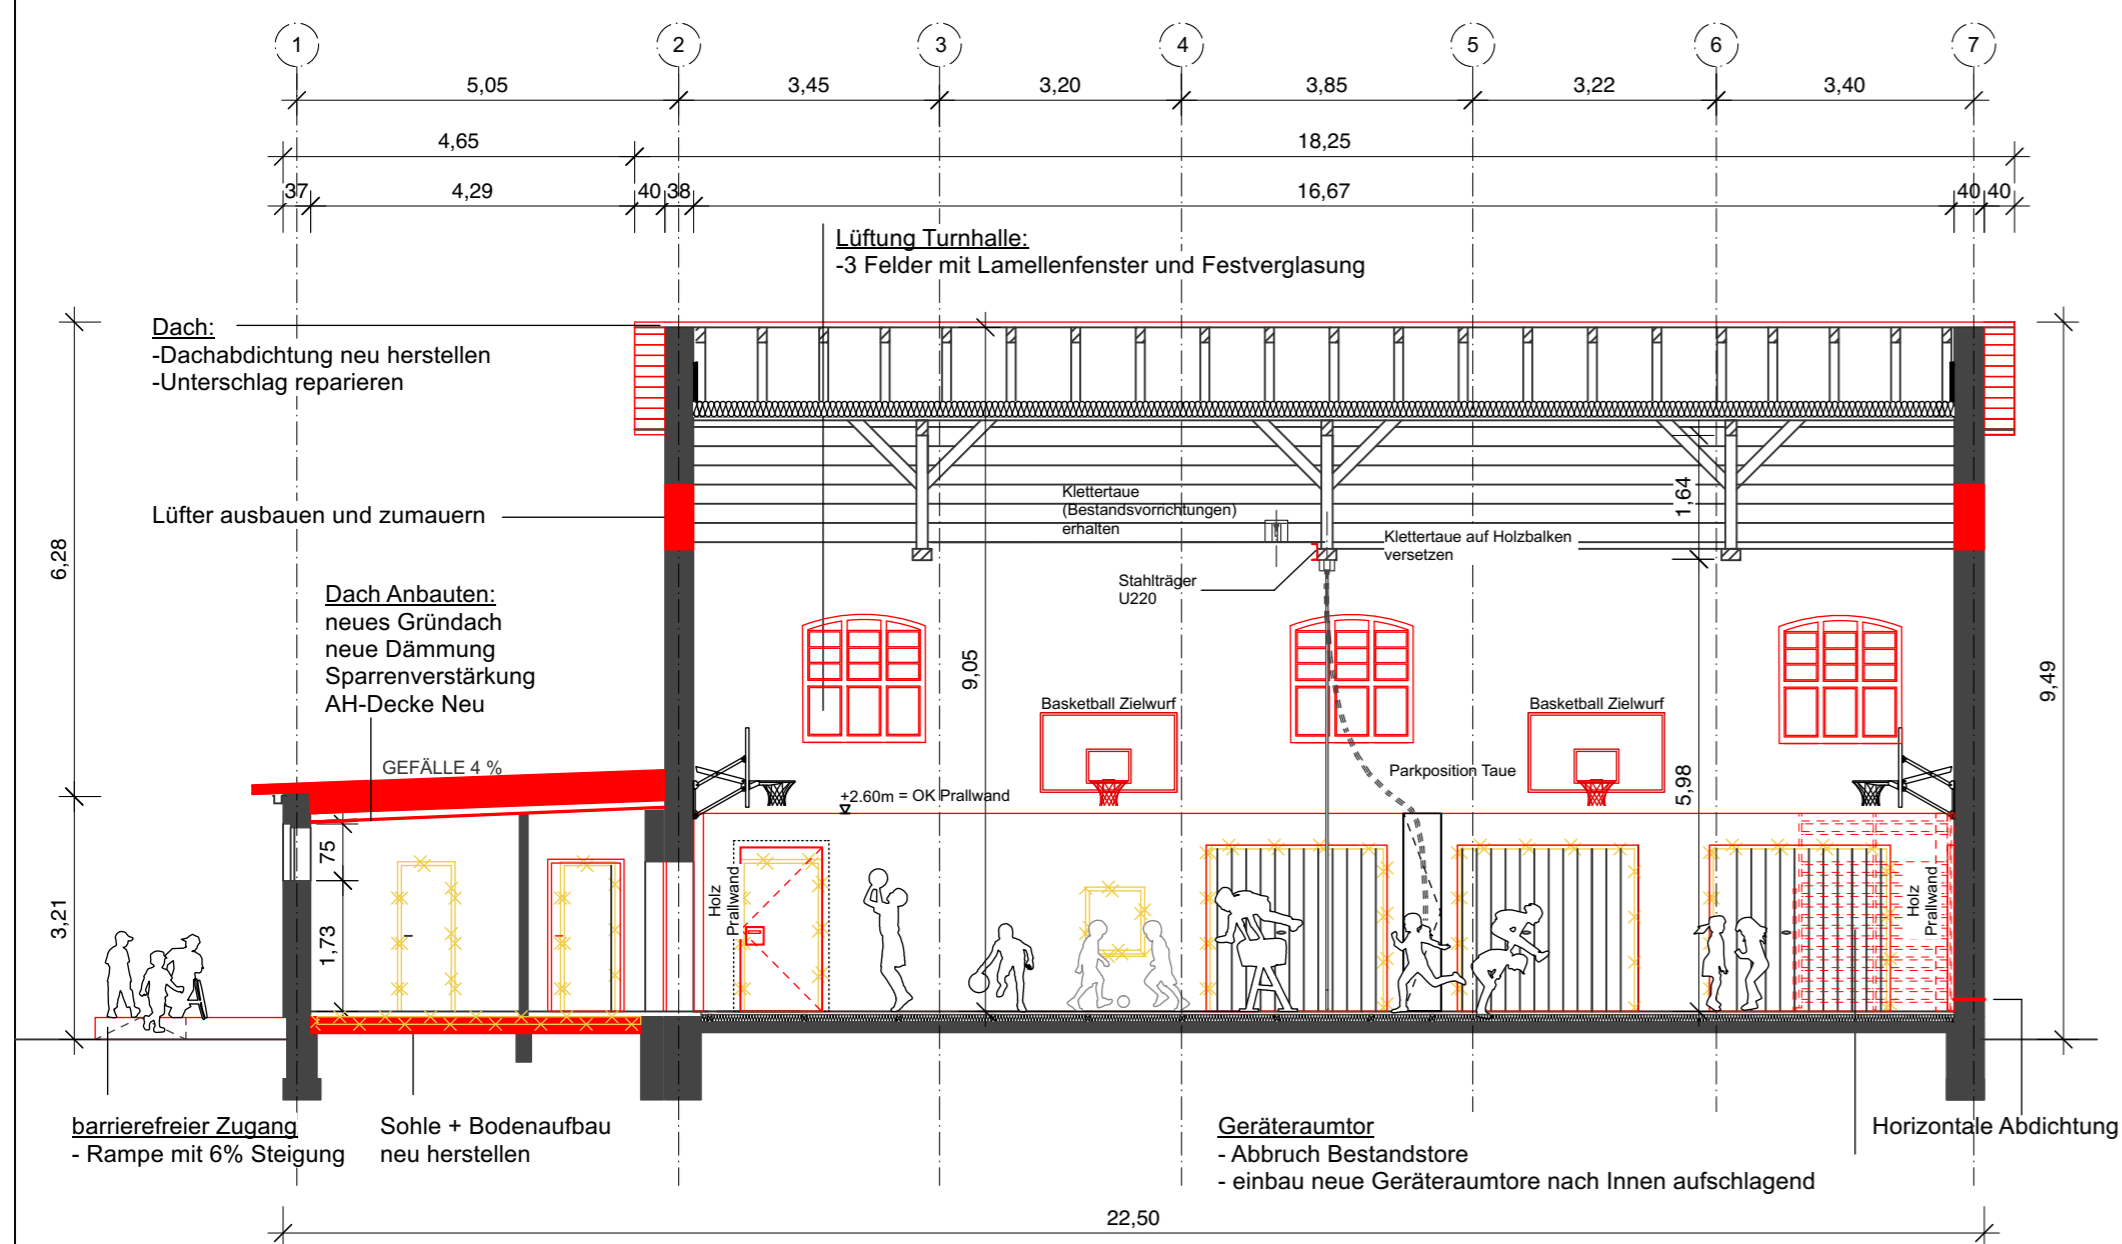 1 2 3 4 5 6 7
5,05 3,45 3,20 3,85 3,22 3,40
4,65 18,25
37 4,29 40 38 16,67 40 40
Lüftung Turnhalle:
-3 Felder mit Lamellenfenster und Festverglasung
Dach:
-Dachabdichtung neu herstellen
-Unterschlag reparieren
Lüfter ausbauen und zumauern
Klettertaue
(Bestandsvorrichtungen)
erhalten
1,64
Klettertaue auf Holzbalken
versetzen
6,28
Stahlträger
U220
Dach Anbauten:
neues Gründach
neue Dämmung
Sparrenverstärkung
AH-Decke Neu
9,05
9,49
Basketball Zielwurf
Basketball Zielwurf
GEFÄLLE 4 %
Parkposition Taue
5,98
+2.60m = OK Prallwand
75
3,21
1,73
Holz
Prallwand
Holz
Prallwand
barrierefreier Zugang
- Rampe mit 6% Steigung
Sohle + Bodenaufbau
neu herstellen
Geräteraumtor
- Abbruch Bestandstore
- einbau neue Geräteraumtore nach Innen aufschlagend
Horizontale Abdichtung
22,50